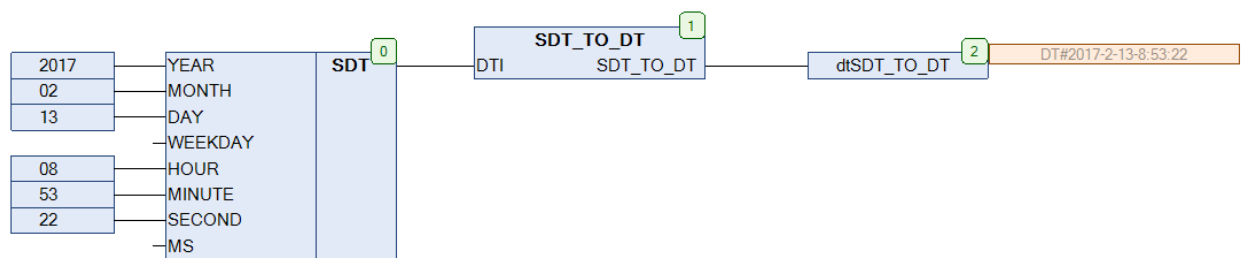 0
1
SDT_TO_DT
2
2017 YEAR SDT DTI SDT_TO_DT dtSDT_TO_DT DT#2017-2-13-8:53:22
02 MONTH
13 DAY
WEEKDAY
08 HOUR
53 MINUTE
22 SECOND
MS